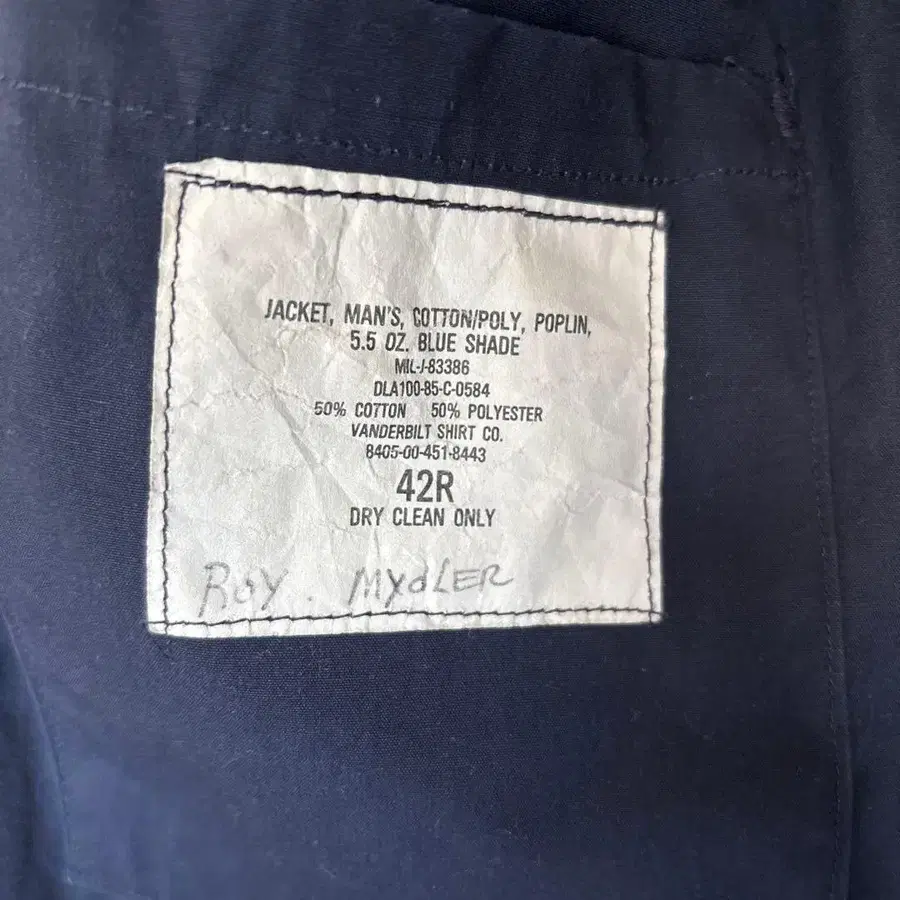 JACKET, MAN'S, COTTON/POLY, POPLIN,
5.5 OZ. BLUE SHADE
MIL-J-83386
DLA100-85-C-0584
50% COTTON 50% POLYESTER
VANDERBILT SHIRT CO.
8405-00-451-8443
42R
DRY CLEAN ONLY
ROY. MYdLER